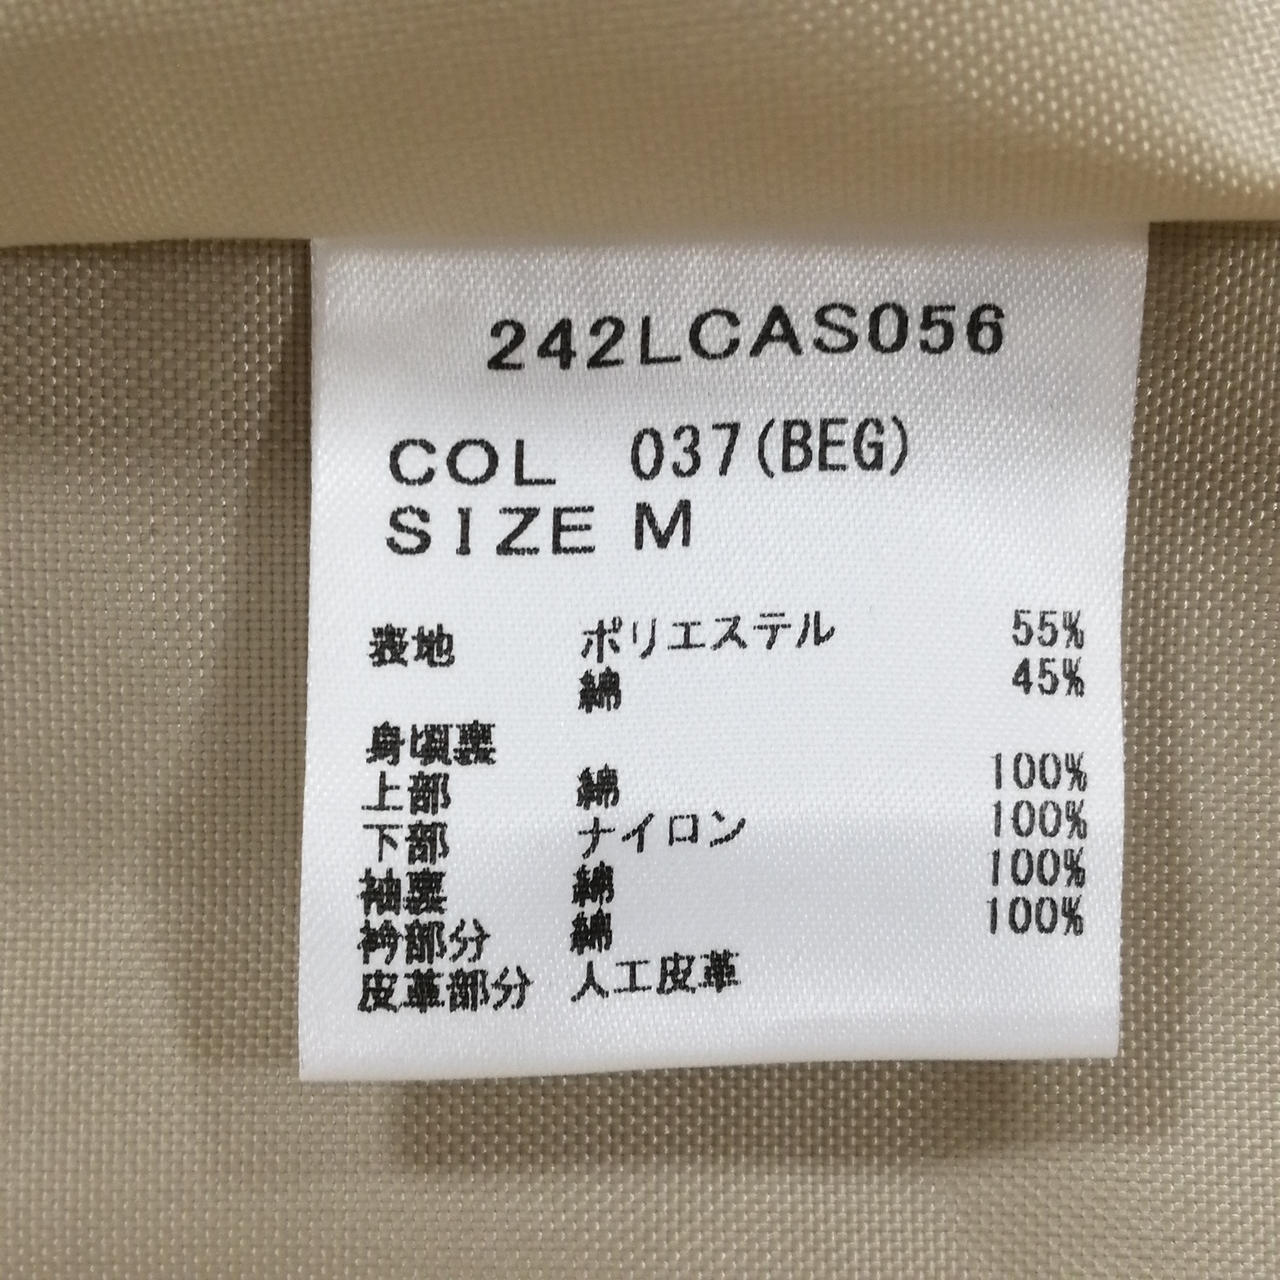 242LCAS056
COL 037(BEG)
SIZE M
表地 ポリエステル 55%
綿 45%
身頃裏
上部 綿 100%
下部 ナイロン 100%
袖裏 綿 100%
衿部分 綿 100%
皮革部分 人工皮革